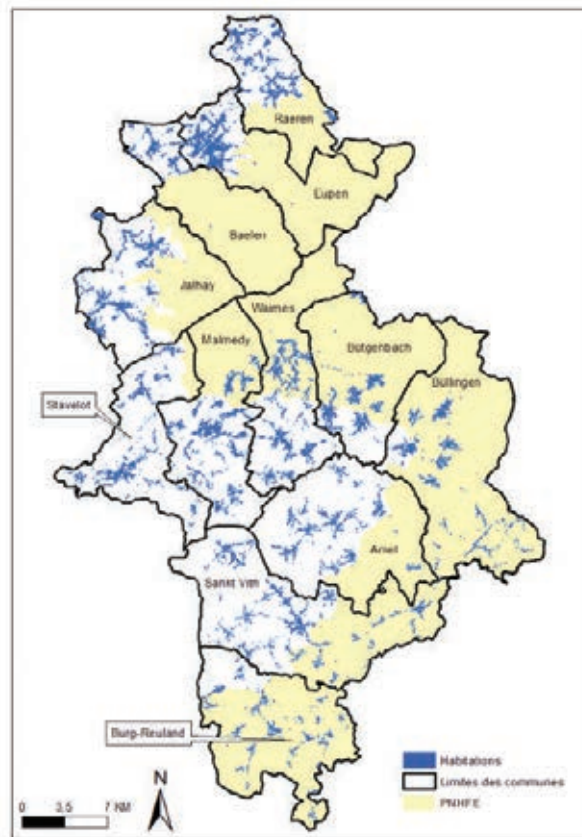 Raeren
Eupen
Baelen
Jalhay
Waimes
Malmedy
Bütgenbach
Büllingen
Stavelot
Amel
Sankt Vith
Burg-Reuland
Habitations
Limites des communes
PNHFE
N
0 3,5 7 KM